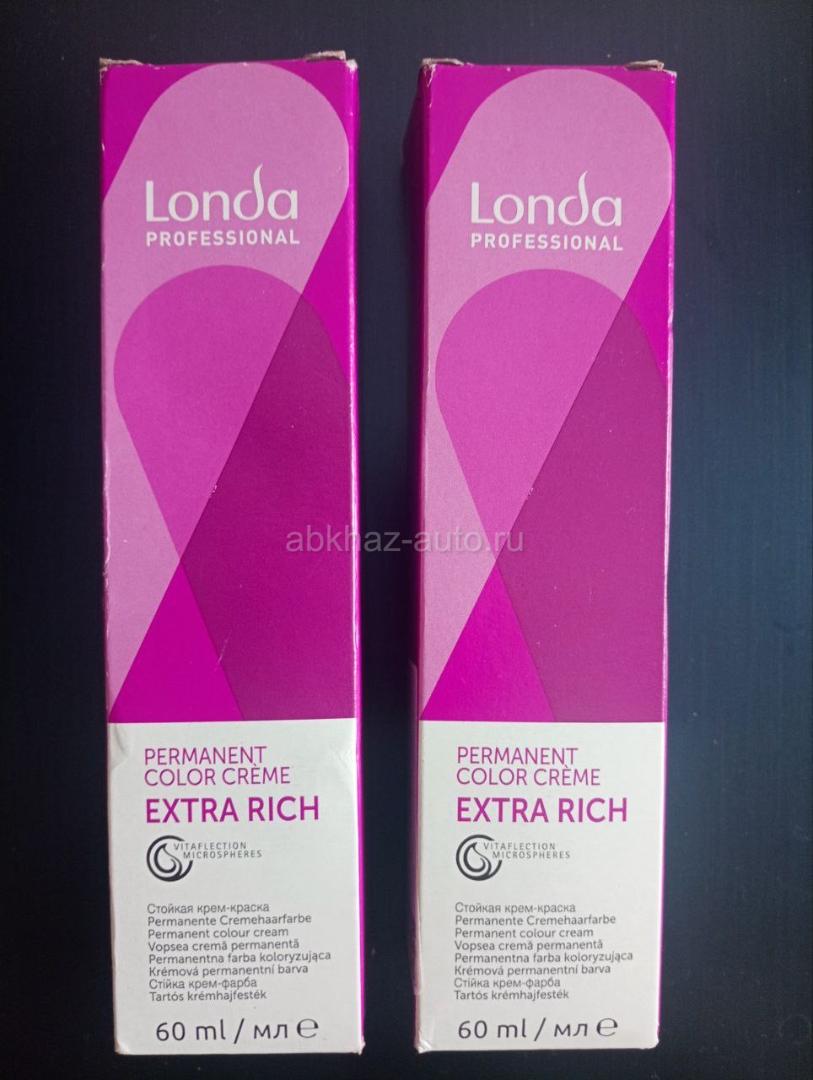 Londa
PROFESSIONAL
PERMANENT
COLOR CRÈME
EXTRA RICH
VITAFLECTION
MICROSPHERES
Стойкая крем-краска
Permanente Cremehaarfarbe
Permanent colour cream
Vopsea cremă permanentă
Permanentna farba koloryzująca
Krémová permanentní barva
Стійка крем-фарба
Tartós krémhajfesték
60 ml / мл ℮
Londa
PROFESSIONAL
PERMANENT
COLOR CRÈME
EXTRA RICH
VITAFLECTION
MICROSPHERES
Стойкая крем-краска
Permanente Cremehaarfarbe
Permanent colour cream
Vopsea cremă permanentă
Permanentna farba koloryzująca
Krémová permanentní barva
Стійка крем-фарба
Tartós krémhajfesték
60 ml / мл ℮
abkhaz-auto.ru